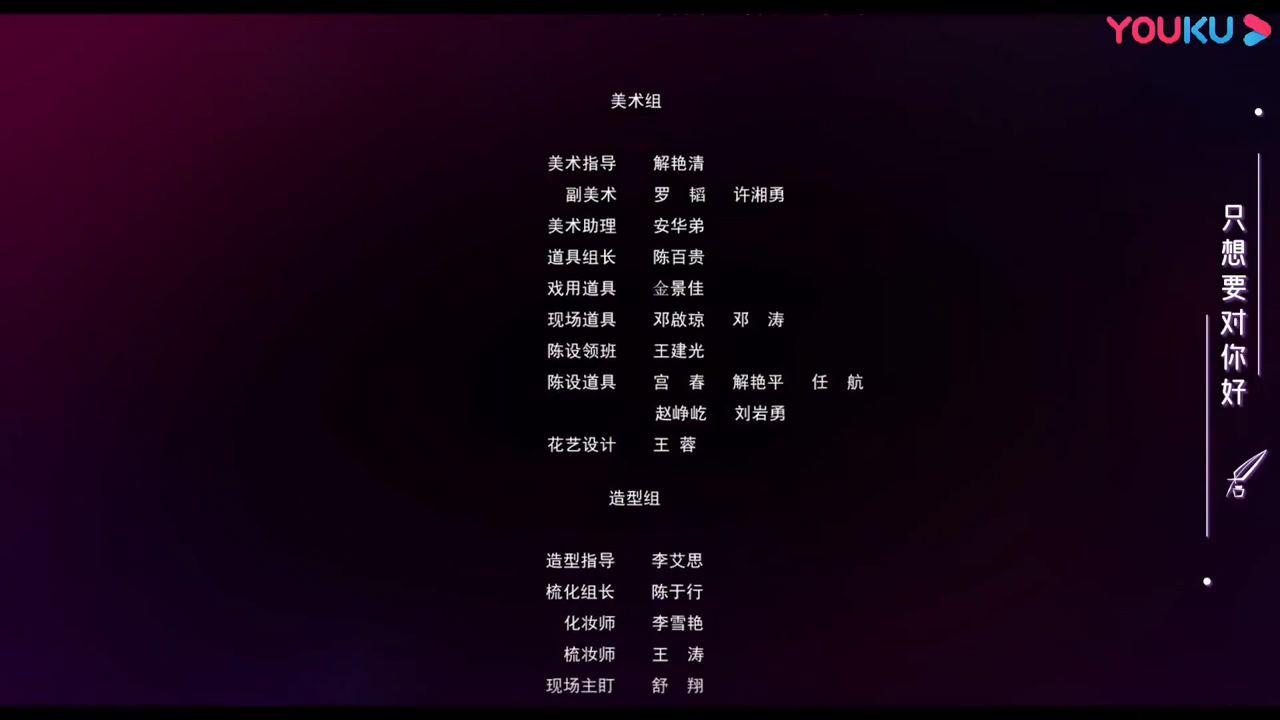 YOUKU
美术组
美术指导 解艳清
副美术 罗 韬 许湘勇
美术助理 安华弟
道具组长 陈百贵
戏用道具 金景佳
现场道具 邓啟琼 邓 涛
陈设领班 王建光
陈设道具 宫 春 解艳平 任 航
赵峥屹 刘岩勇
花艺设计 王 蓉
造型组
造型指导 李艾思
梳化组长 陈于行
化妆师 李雪艳
梳妆师 王 涛
现场主盯 舒 翔
只想要对你好